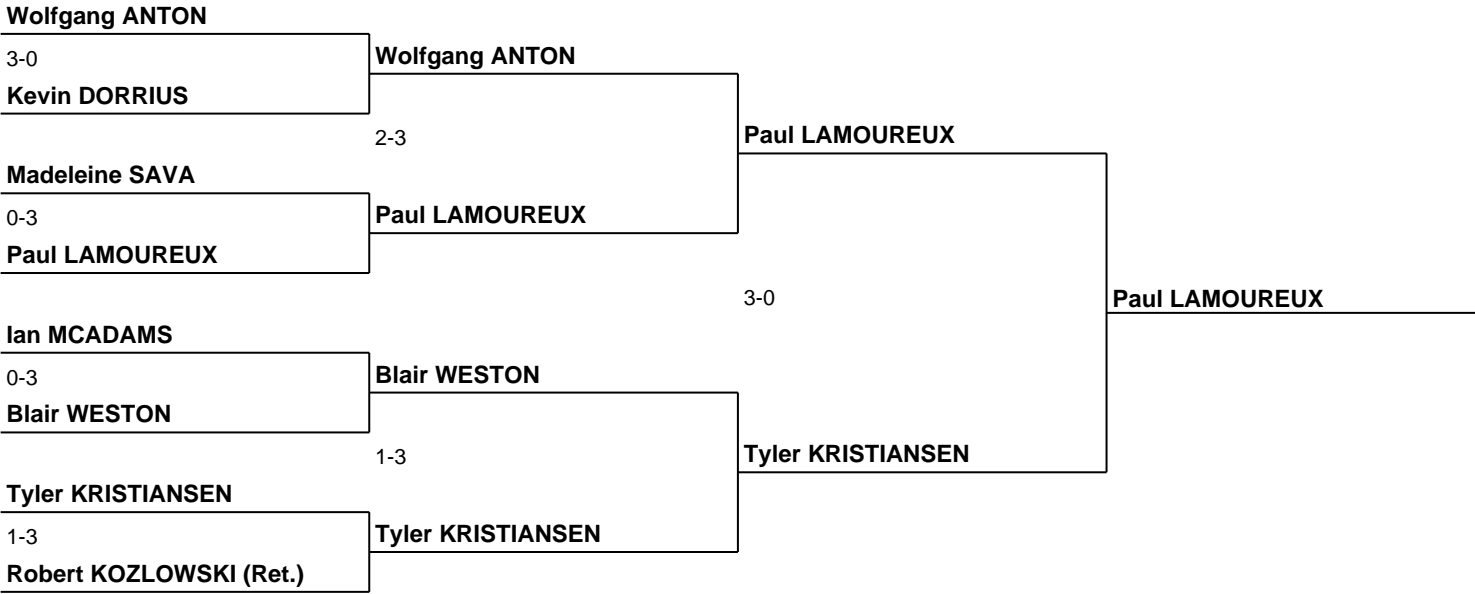 Wolfgang ANTON
3-0
Kevin DORRIUS
Wolfgang ANTON
2-3
Madeleine SAVA
0-3
Paul LAMOUREUX
Paul LAMOUREUX
Paul LAMOUREUX
3-0
Paul LAMOUREUX
Ian MCADAMS
0-3
Blair WESTON
Blair WESTON
1-3
Tyler KRISTIANSEN
Tyler KRISTIANSEN
1-3
Robert KOZLOWSKI (Ret.)
Tyler KRISTIANSEN